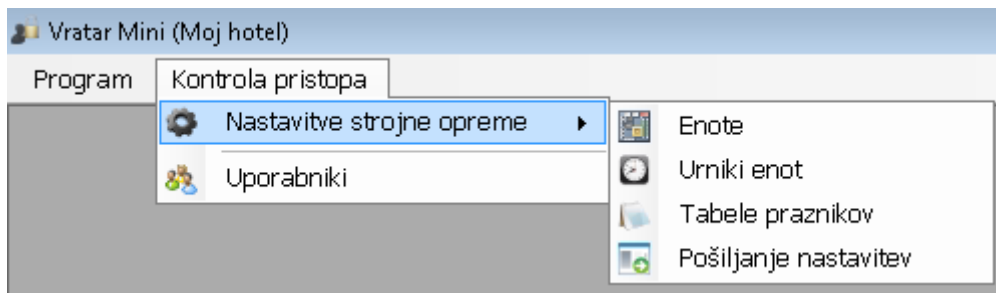 Vratar Mini (Moj hotel)
Program Kontrola pristopa
Nastavitve strojne opreme
Uporabniki
Enote
Urniki enot
Tabele praznikov
Pošiljanje nastavitev